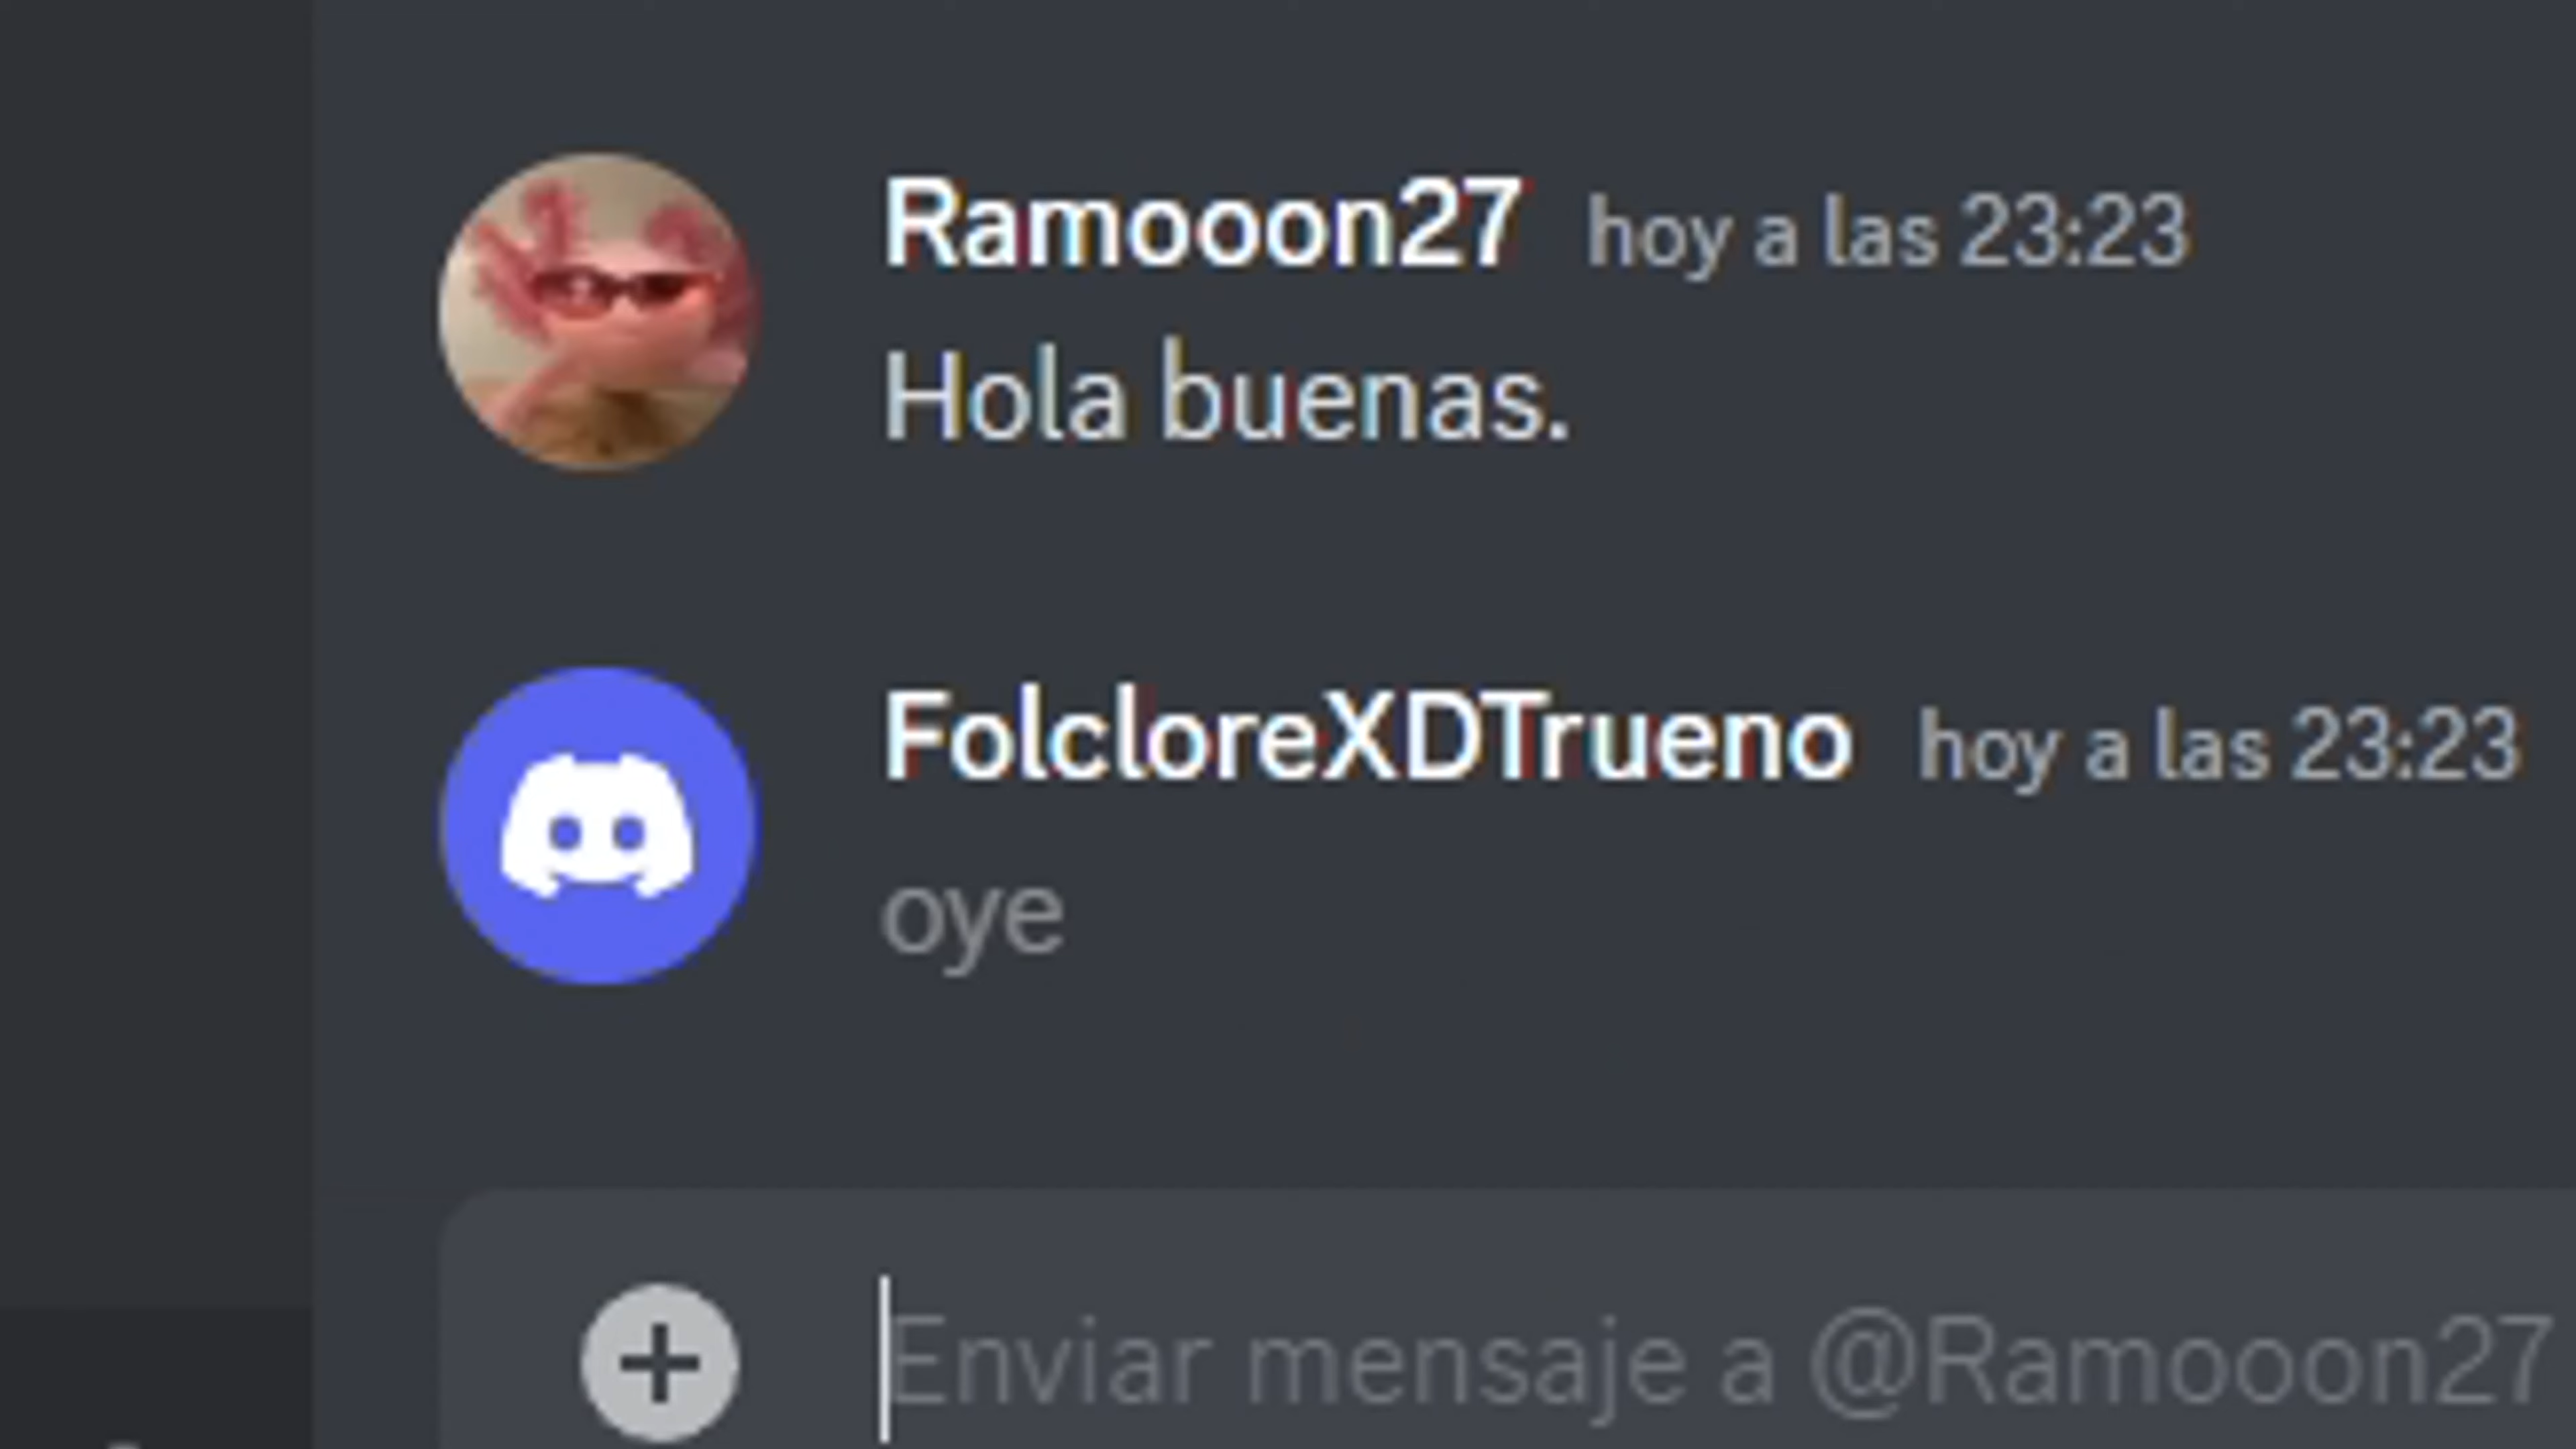 Ramooon27 hoy a las 23:23
Hola buenas.
FolcloreXDTrueno hoy a las 23:23
oye
Enviar mensaje a @Ramooon27